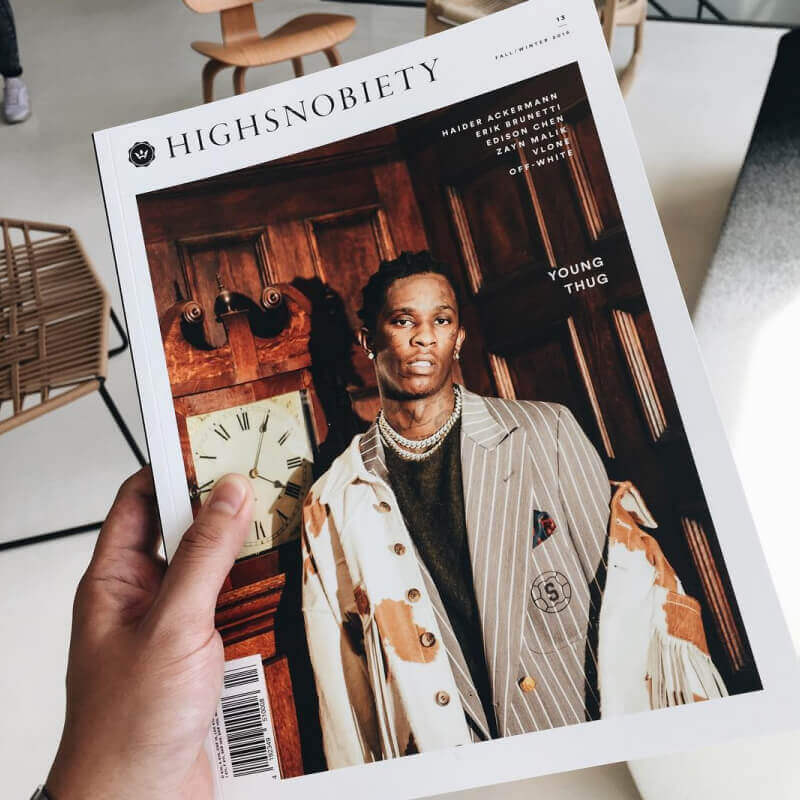 13
FALL/WINTER 2016
HIGHSNOBIETY
HAIDER ACKERMANN
ERIK BRUNETTI
EDISON CHEN
ZAYN MALIK
VLONE
OFF-WHITE
YOUNG
THUG
S